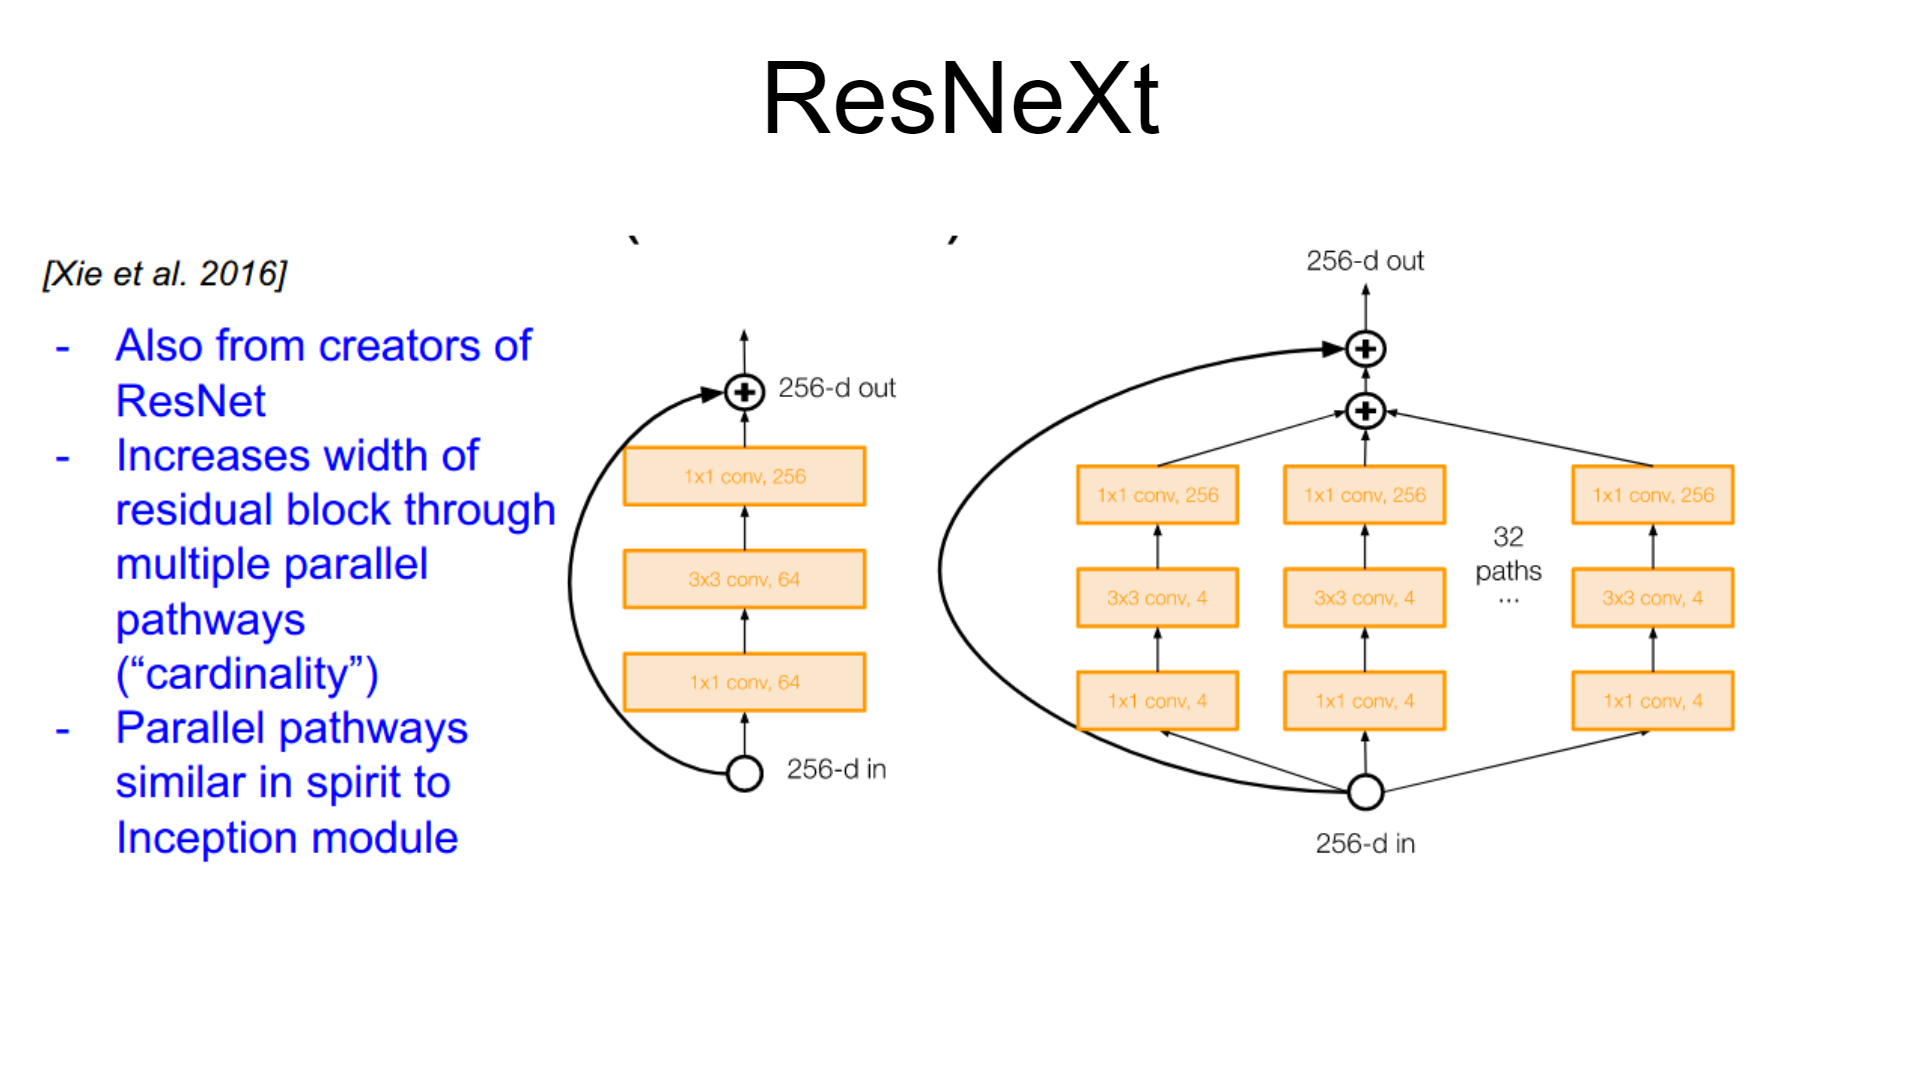 ResNeXt
[Xie et al. 2016]
- Also from creators of
ResNet
- Increases width of
residual block through
multiple parallel
pathways
(“cardinality”)
- Parallel pathways
similar in spirit to
Inception module
256-d out
1x1 conv, 256
3x3 conv, 64
1x1 conv, 64
256-d in
256-d out
1x1 conv, 256
1x1 conv, 256
1x1 conv, 256
32
paths
...
3x3 conv, 4
3x3 conv, 4
3x3 conv, 4
1x1 conv, 4
1x1 conv, 4
1x1 conv, 4
256-d in